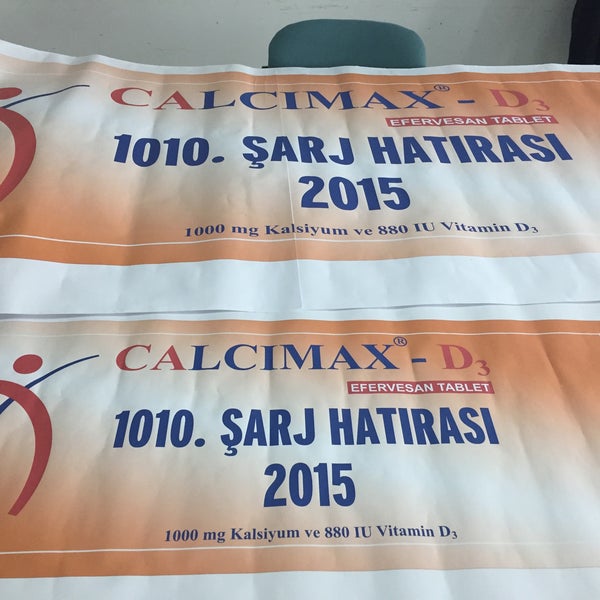 CALCIMAX® - D₃
EFERVESAN TABLET
1010. ŞARJ HATIRASI
2015
1000 mg Kalsiyum ve 880 IU Vitamin D₃
CALCIMAX® - D₃
EFERVESAN TABLET
1010. ŞARJ HATIRASI
2015
1000 mg Kalsiyum ve 880 IU Vitamin D₃